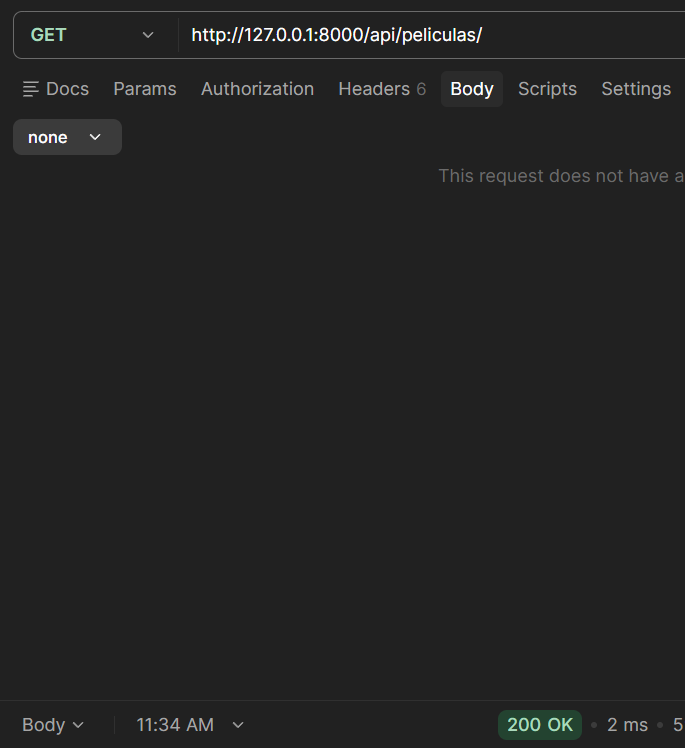 GET http://127.0.0.1:8000/api/peliculas/
Docs Params Authorization Headers 6 Body Scripts Settings
none
This request does not have a
Body 11:34 AM 200 OK • 2 ms • 5